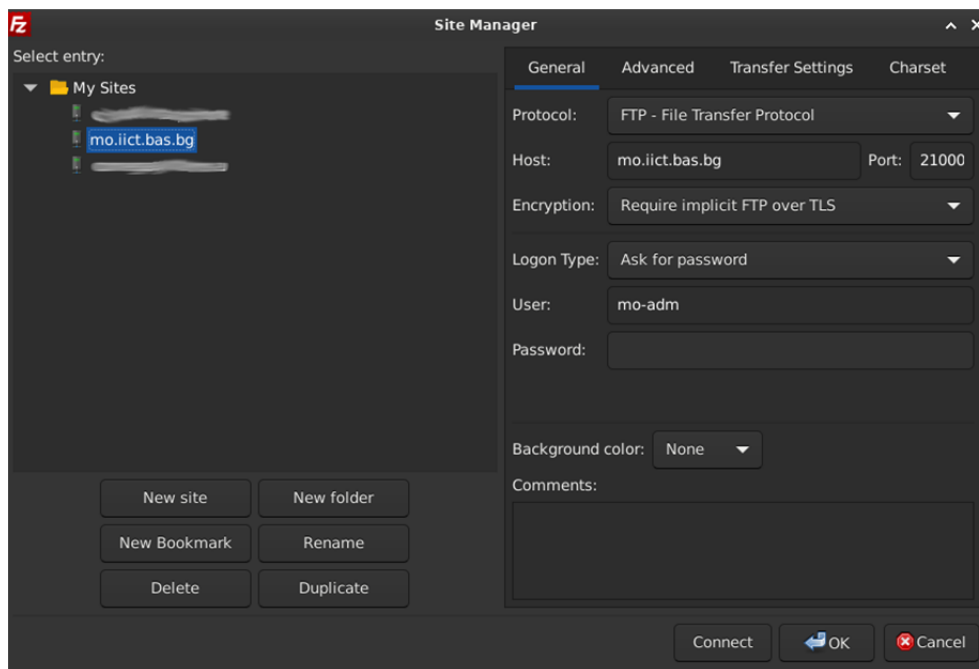 Fz
Site Manager
Select entry:
My Sites
mo.iict.bas.bg
New site
New folder
New Bookmark
Rename
Delete
Duplicate
General
Advanced
Transfer Settings
Charset
Protocol:
FTP - File Transfer Protocol
Host:
mo.iict.bas.bg
Port:
21000
Encryption:
Require implicit FTP over TLS
Logon Type:
Ask for password
User:
mo-adm
Password:
Background color:
None
Comments:
Connect
OK
Cancel